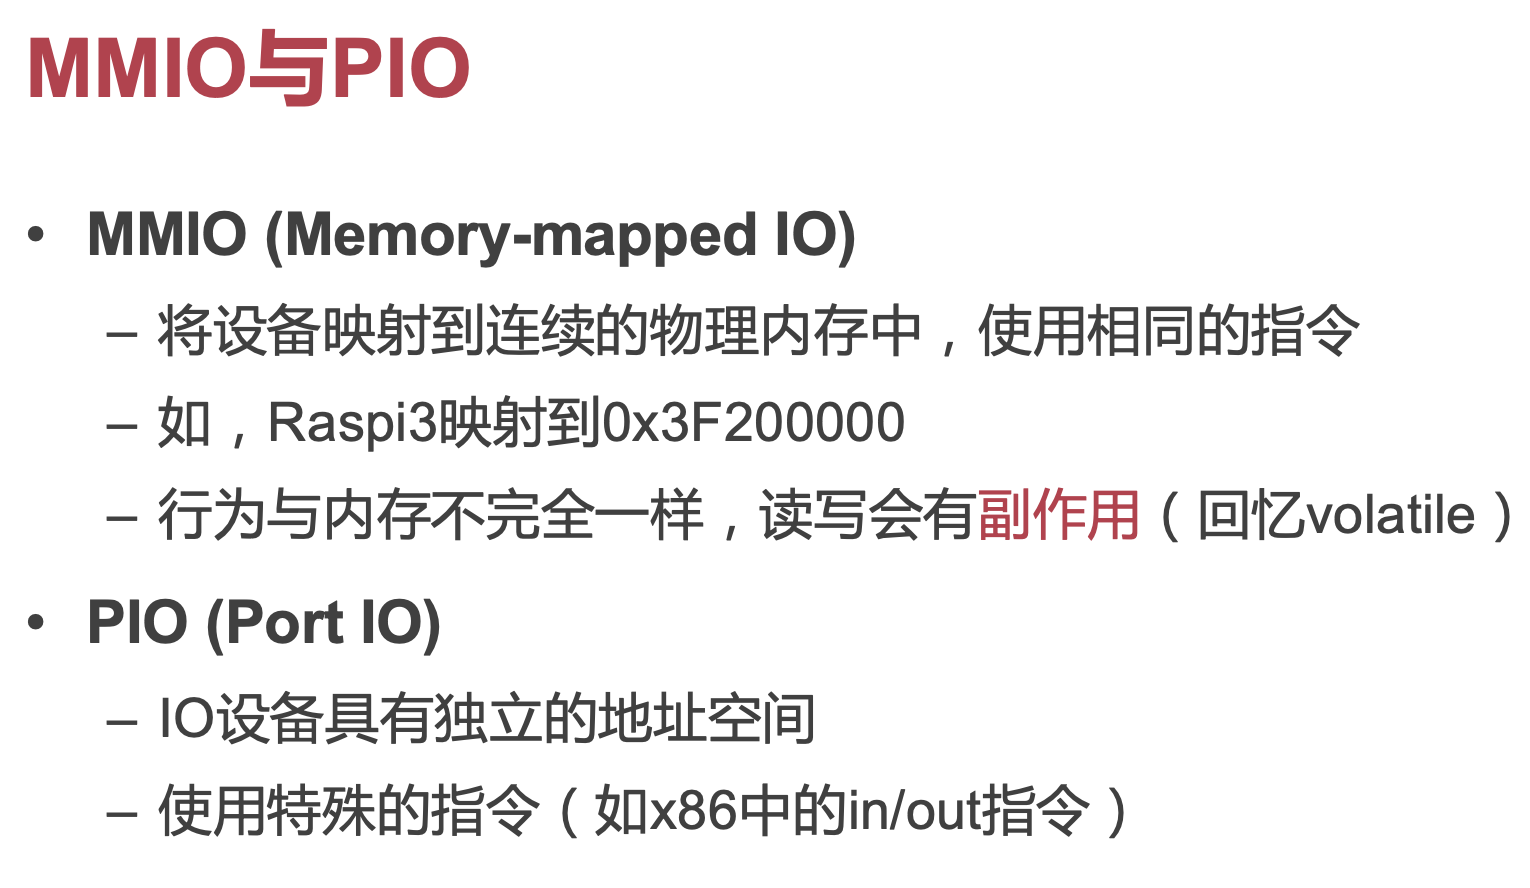 MMIO与PIO
• MMIO (Memory-mapped IO)
– 将设备映射到连续的物理内存中，使用相同的指令
– 如，Raspi3映射到0x3F200000
– 行为与内存不完全一样，读写会有副作用（回忆volatile）
• PIO (Port IO)
– IO设备具有独立的地址空间
– 使用特殊的指令（如x86中的in/out指令）